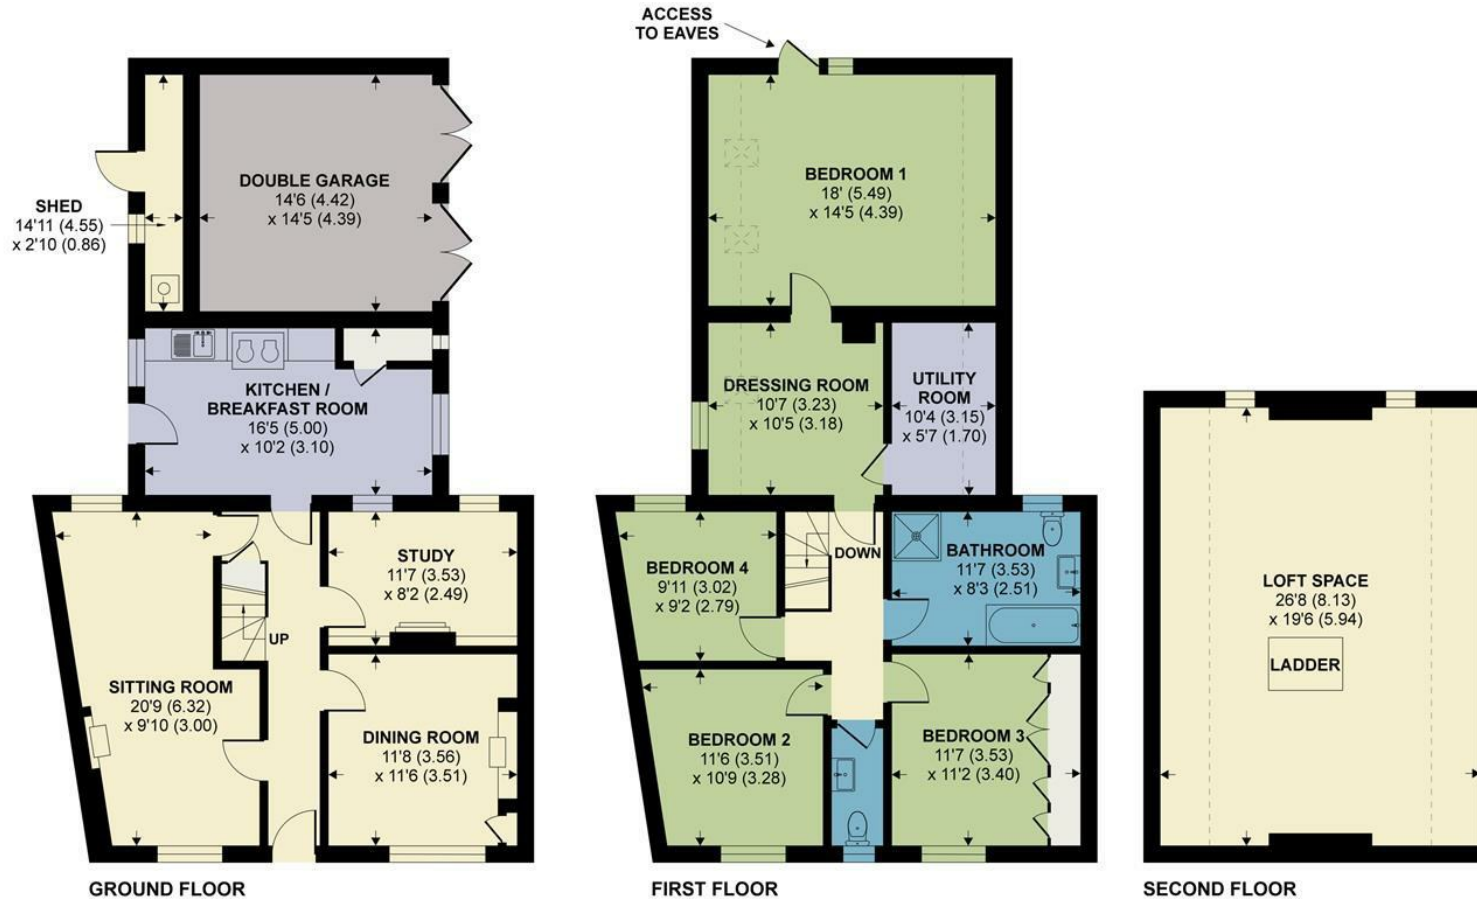 ACCESS
TO EAVES
DOUBLE GARAGE
14'6 (4.42)
x 14'5 (4.39)
SHED
14'11 (4.55)
x 2'10 (0.86)
KITCHEN /
BREAKFAST ROOM
16'5 (5.00)
x 10'2 (3.10)
STUDY
11'7 (3.53)
x 8'2 (2.49)
UP
SITTING ROOM
20'9 (6.32)
x 9'10 (3.00)
DINING ROOM
11'8 (3.56)
x 11'6 (3.51)
GROUND FLOOR
BEDROOM 1
18' (5.49)
x 14'5 (4.39)
DRESSING ROOM
10'7 (3.23)
x 10'5 (3.18)
UTILITY
ROOM
10'4 (3.15)
x 5'7 (1.70)
DOWN
BEDROOM 4
9'11 (3.02)
x 9'2 (2.79)
BATHROOM
11'7 (3.53)
x 8'3 (2.51)
BEDROOM 2
11'6 (3.51)
x 10'9 (3.28)
BEDROOM 3
11'7 (3.53)
x 11'2 (3.40)
FIRST FLOOR
LOFT SPACE
26'8 (8.13)
x 19'6 (5.94)
LADDER
SECOND FLOOR